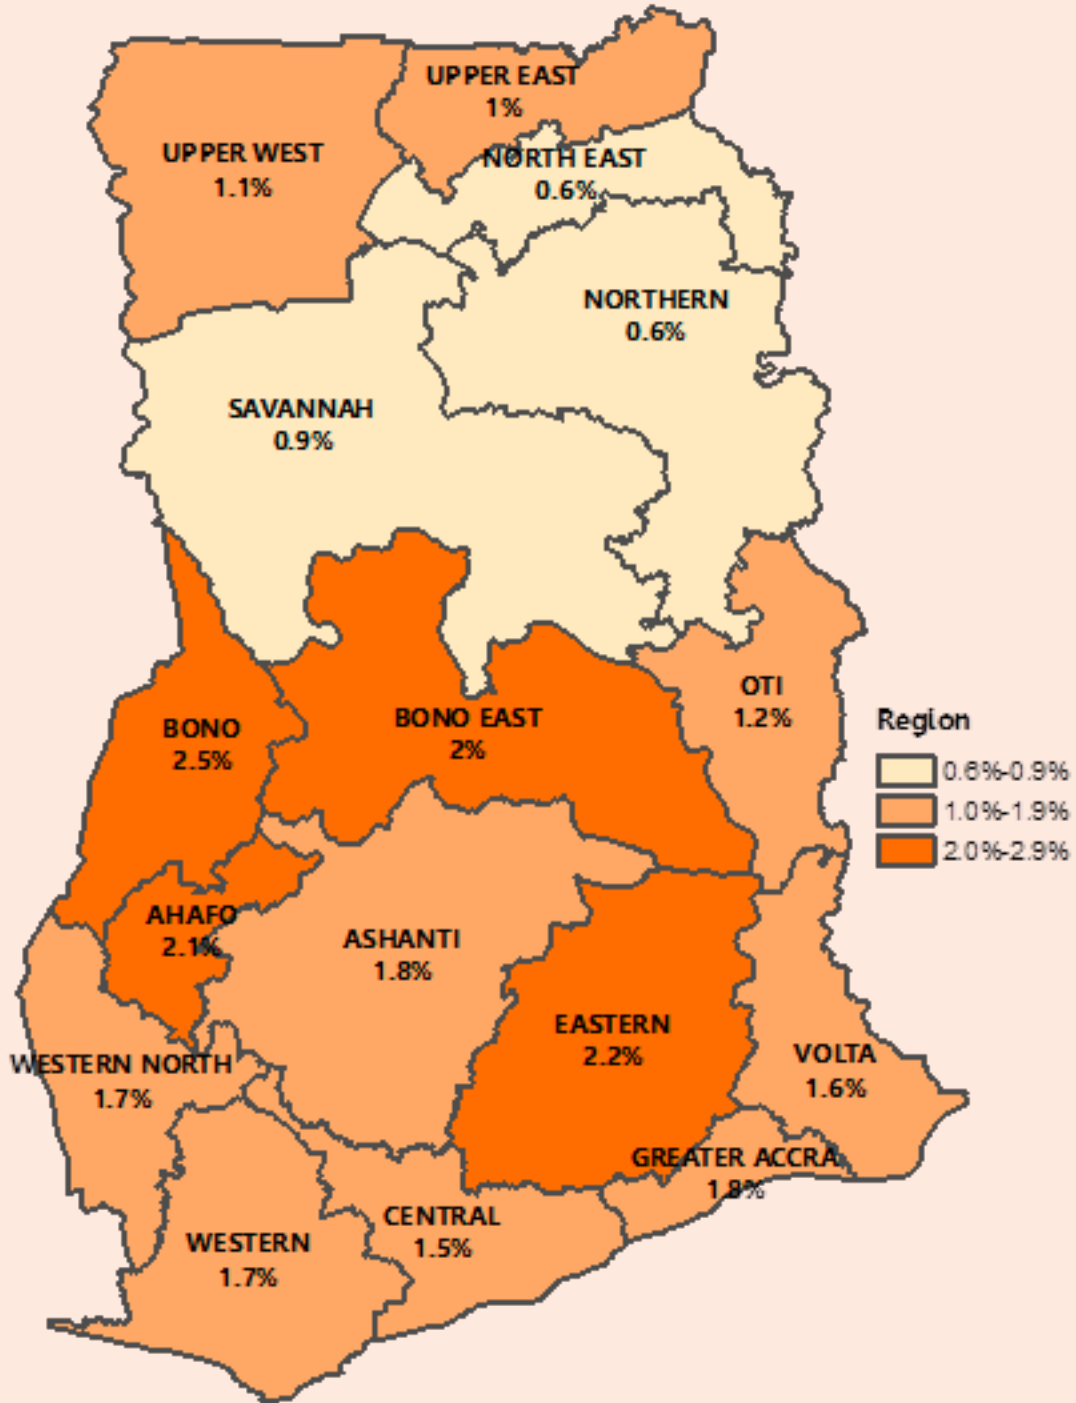 UPPER EAST
1%
UPPER WEST
1.1%
NORTH EAST
0.6%
NORTHERN
0.6%
SAVANNAH
0.9%
OTI
1.2%
BONO
2.5%
BONO EAST
2%
Region
0.6%-0.9%
1.0%-1.9%
2.0%-2.9%
AHAFO
2.1%
ASHANTI
1.8%
EASTERN
2.2%
VOLTA
1.6%
WESTERN NORTH
1.7%
GREATER ACCRA
1.8%
CENTRAL
1.5%
WESTERN
1.7%